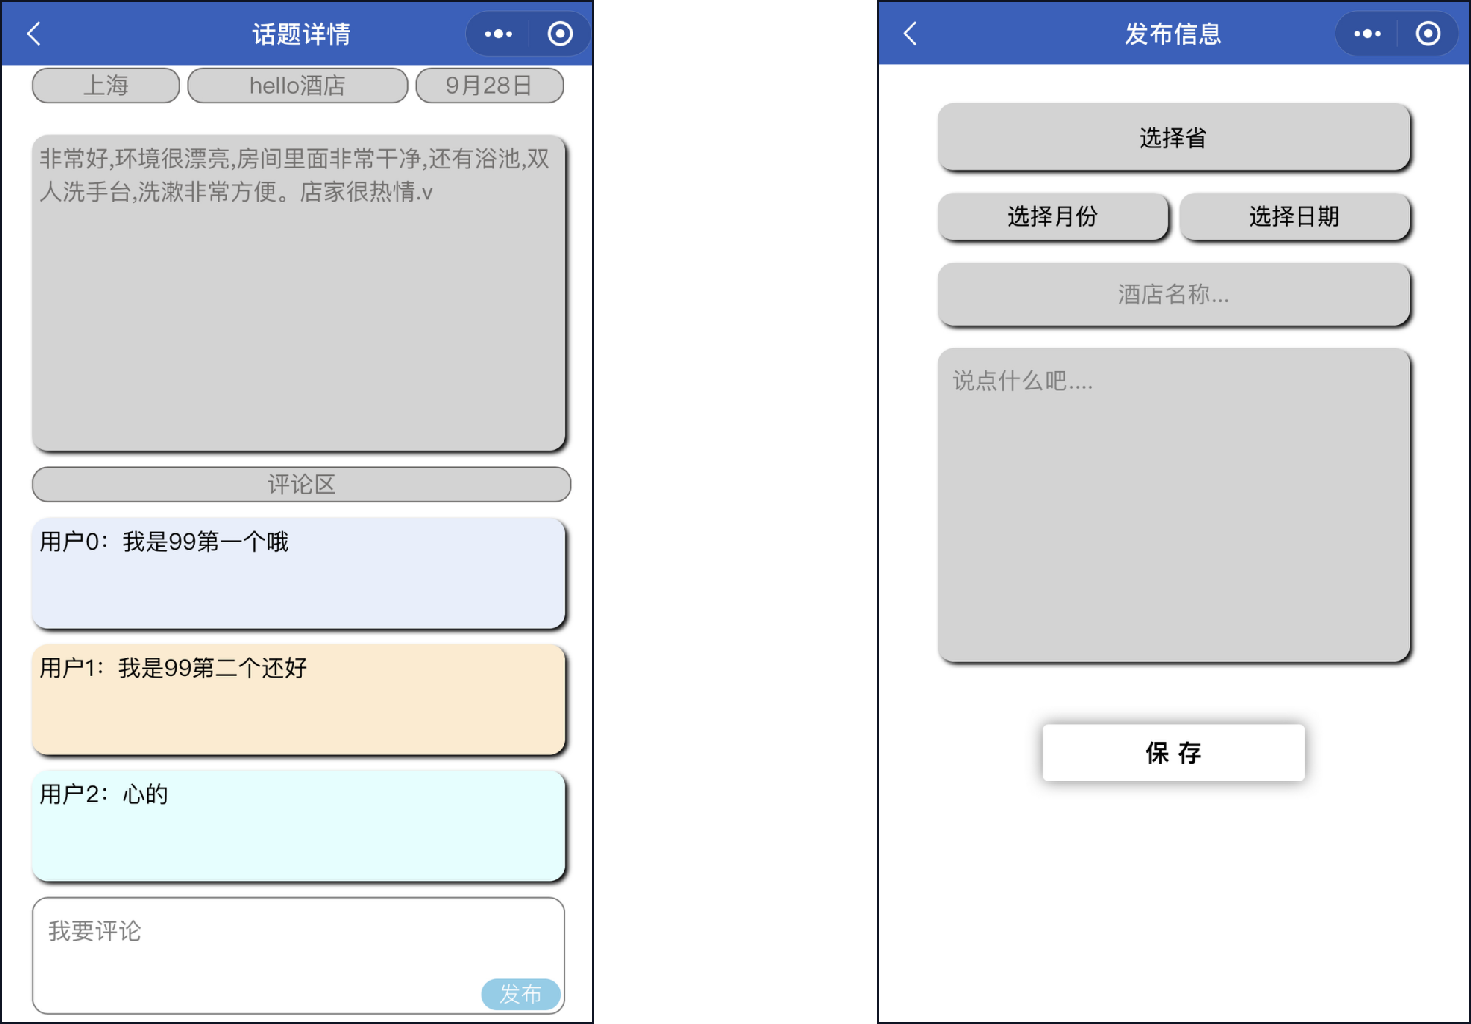 话题详情
上海
hello酒店
9月28日
非常好,环境很漂亮,房间里面非常干净,还有浴池,双
人洗手台,洗漱非常方便。店家很热情.v
评论区
用户0：我是99第一个哦
用户1：我是99第二个还好
用户2：心的
我要评论
发布
发布信息
选择省
选择月份
选择日期
酒店名称...
说点什么吧....
保 存